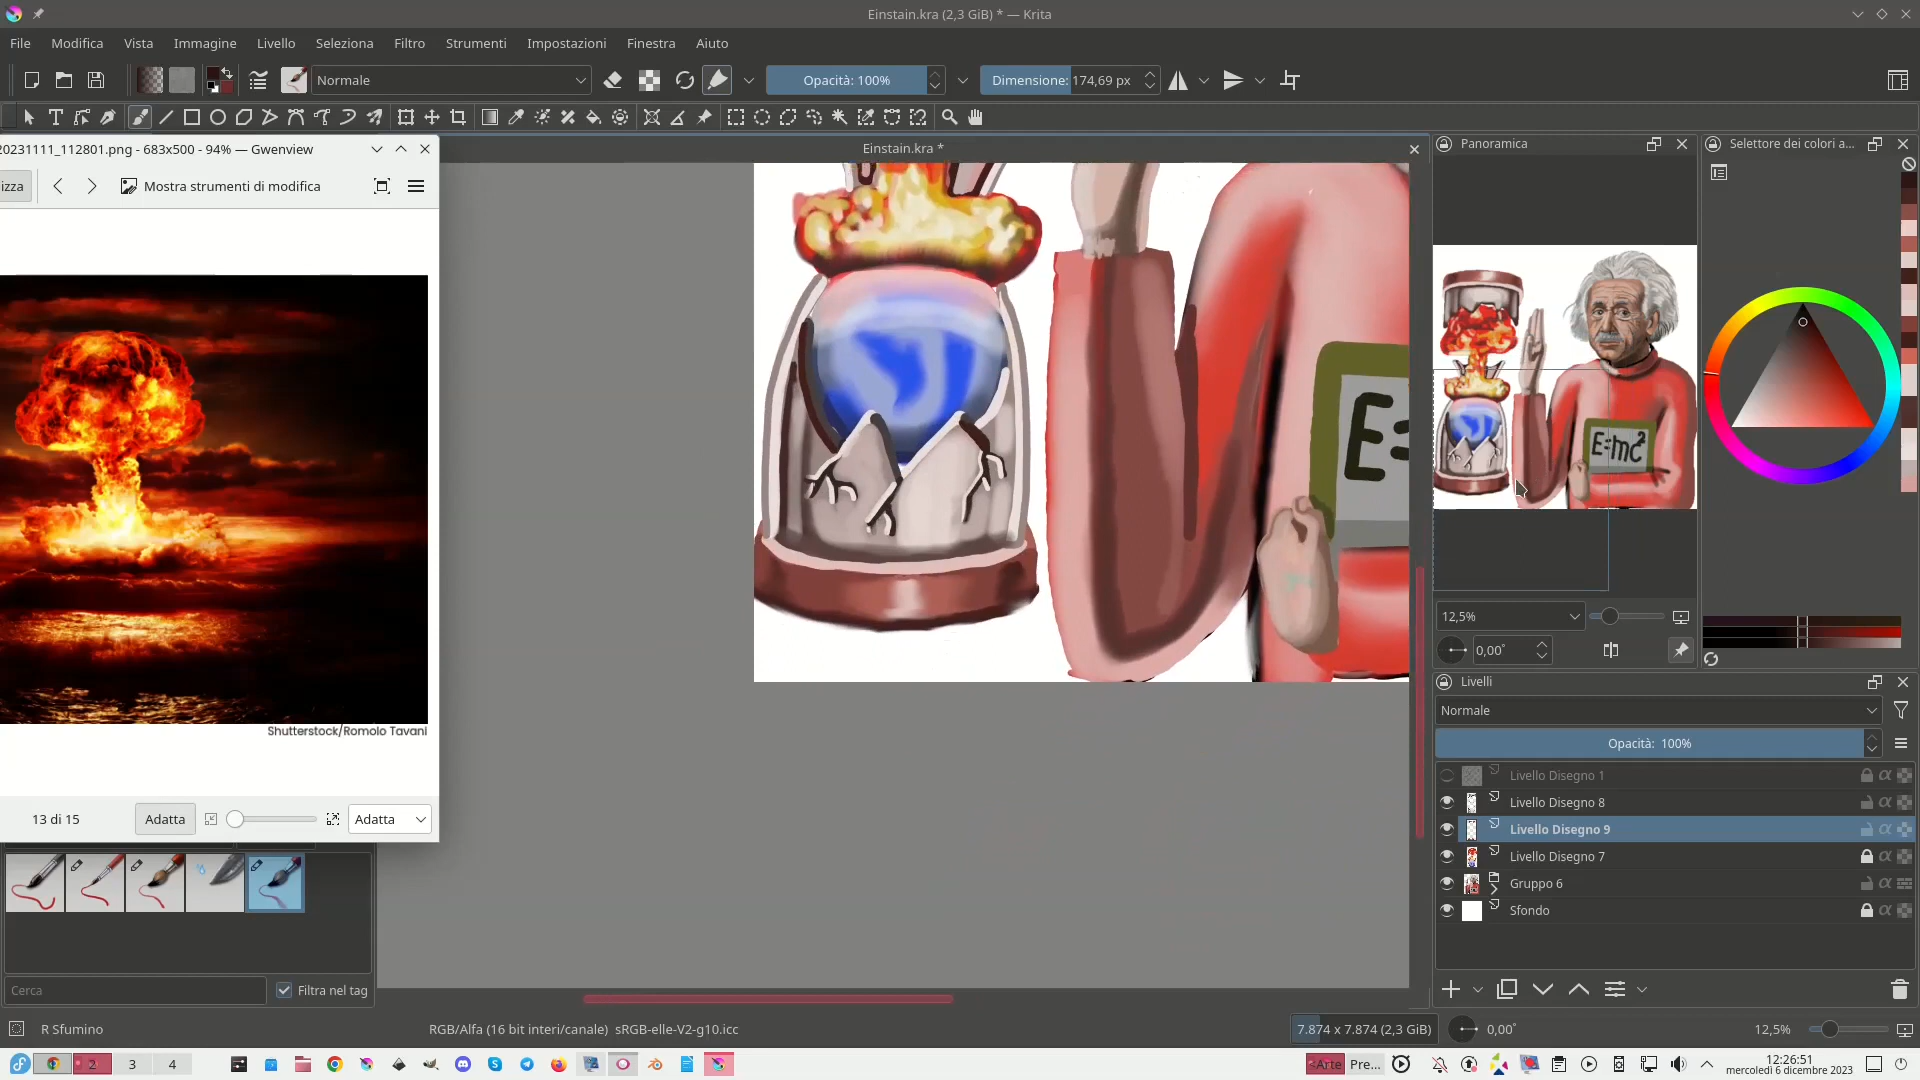 Einstain.kra (2,3 GiB) * — Krita
File Modifica Vista Immagine Livello Seleziona Filtro Strumenti Impostazioni Finestra Aiuto
Normale
Opacità: 100%
Dimensione: 174,69 px
20231111_112801.png - 683x500 - 94% — Gwenview
izza
Mostra strumenti di modifica
Shutterstock/Romolo Tavani
13 di 15
Adatta
Adatta
Einstain.kra *
E=
Panoramica
E=mc²
12,5%
0,00°
Selettore dei colori a...
Livelli
Normale
Opacità: 100%
Livello Disegno 1
Livello Disegno 8
Livello Disegno 9
Livello Disegno 7
Gruppo 6
Sfondo
Cerca
Filtra nel tag
R Sfumino
RGB/Alfa (16 bit interi/canale) sRGB-elle-V2-g10.icc
7.874 x 7.874 (2,3 GiB)
0,00°
12,5%
2 3 4
<Arte
Pre...
12:26:51
mercoledì 6 dicembre 2023